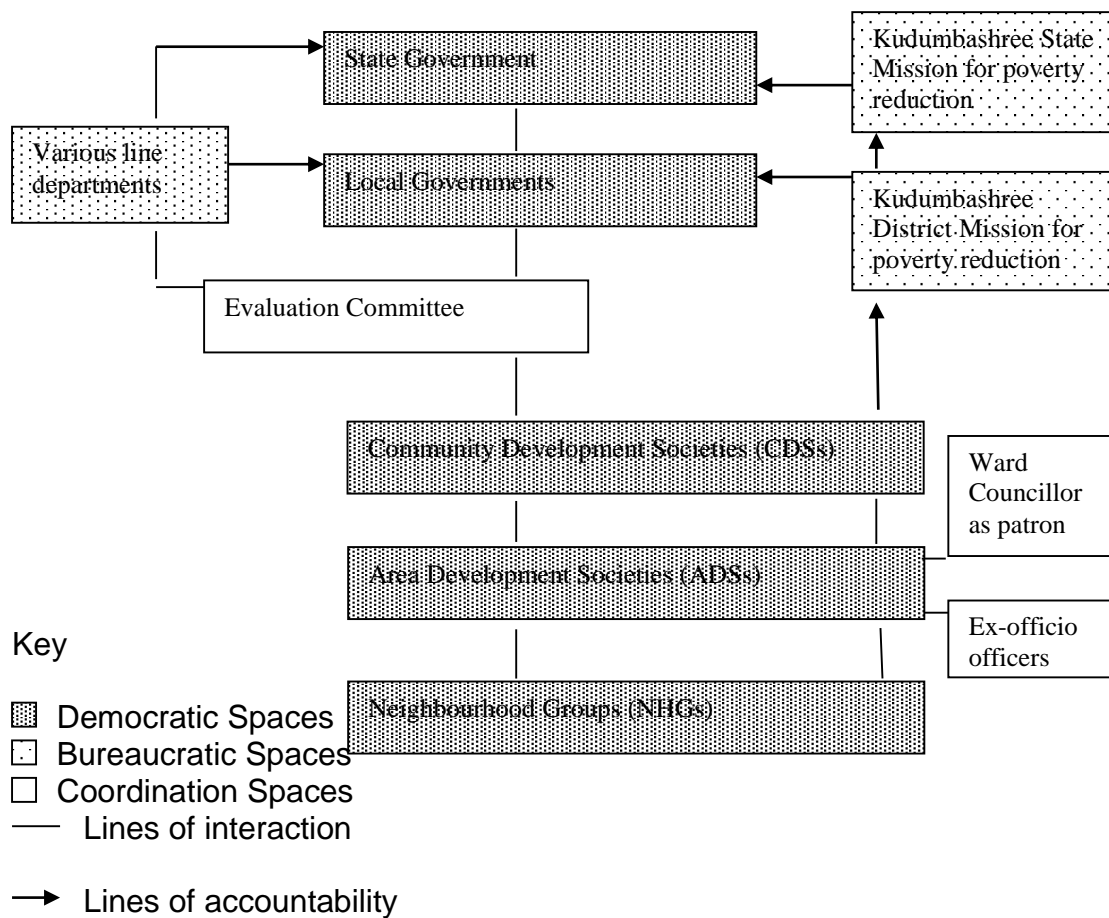 State Government
Kudumbashree State
Mission for poverty
reduction
Various line
departments
Local Governments
Kudumbashree
District Mission for
poverty reduction
Evaluation Committee
Community Development Societies (CDSs)
Ward
Councillor
as patron
Area Development Societies (ADSs)
Ex-officio
officers
Neighbourhood Groups (NHGs)
Key
Democratic Spaces
Bureaucratic Spaces
Coordination Spaces
Lines of interaction
Lines of accountability